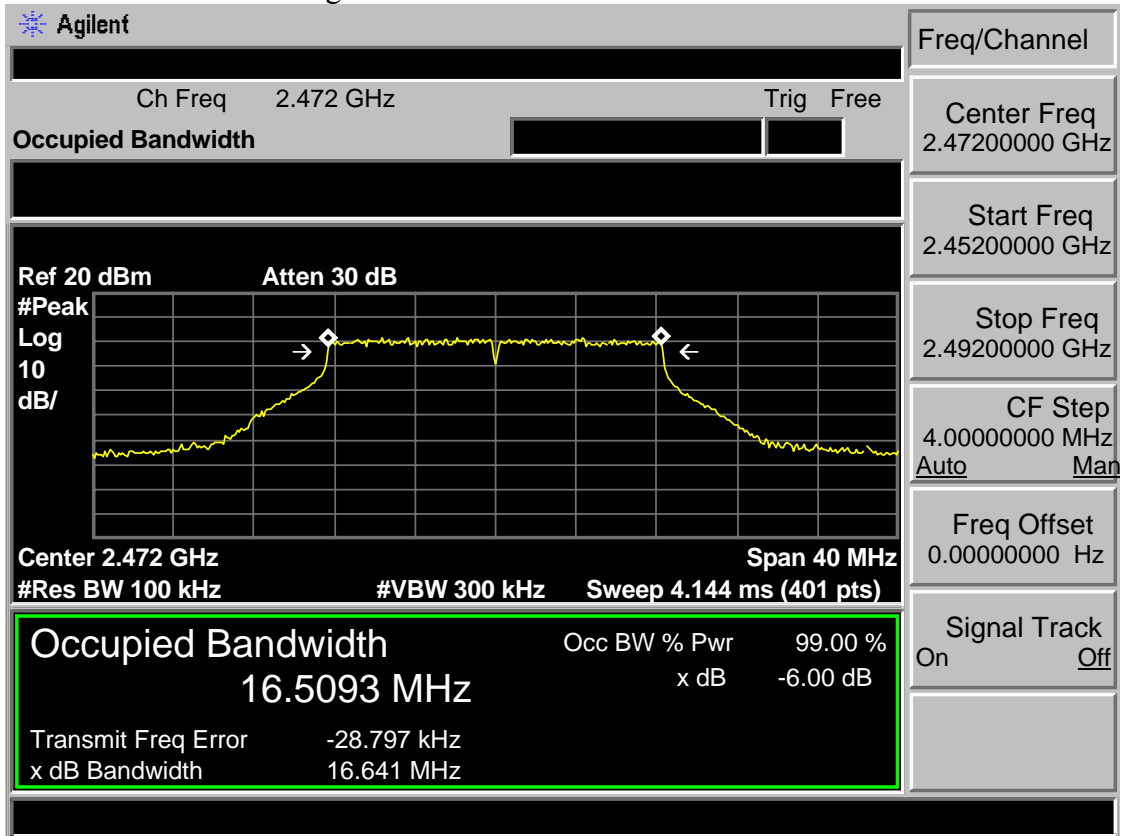 Agilent
Freq/Channel
Ch Freq 2.472 GHz Trig Free
Occupied Bandwidth
Center Freq
2.47200000 GHz
Start Freq
2.45200000 GHz
Ref 20 dBm Atten 30 dB
#Peak
Log
10
dB/
Stop Freq
2.49200000 GHz
CF Step
4.00000000 MHz
Auto Man
Center 2.472 GHz Span 40 MHz
#Res BW 100 kHz #VBW 300 kHz Sweep 4.144 ms (401 pts)
Freq Offset
0.00000000 Hz
Occupied Bandwidth Occ BW % Pwr 99.00 %
16.5093 MHz x dB -6.00 dB
Signal Track
On Off
Transmit Freq Error -28.797 kHz
x dB Bandwidth 16.641 MHz